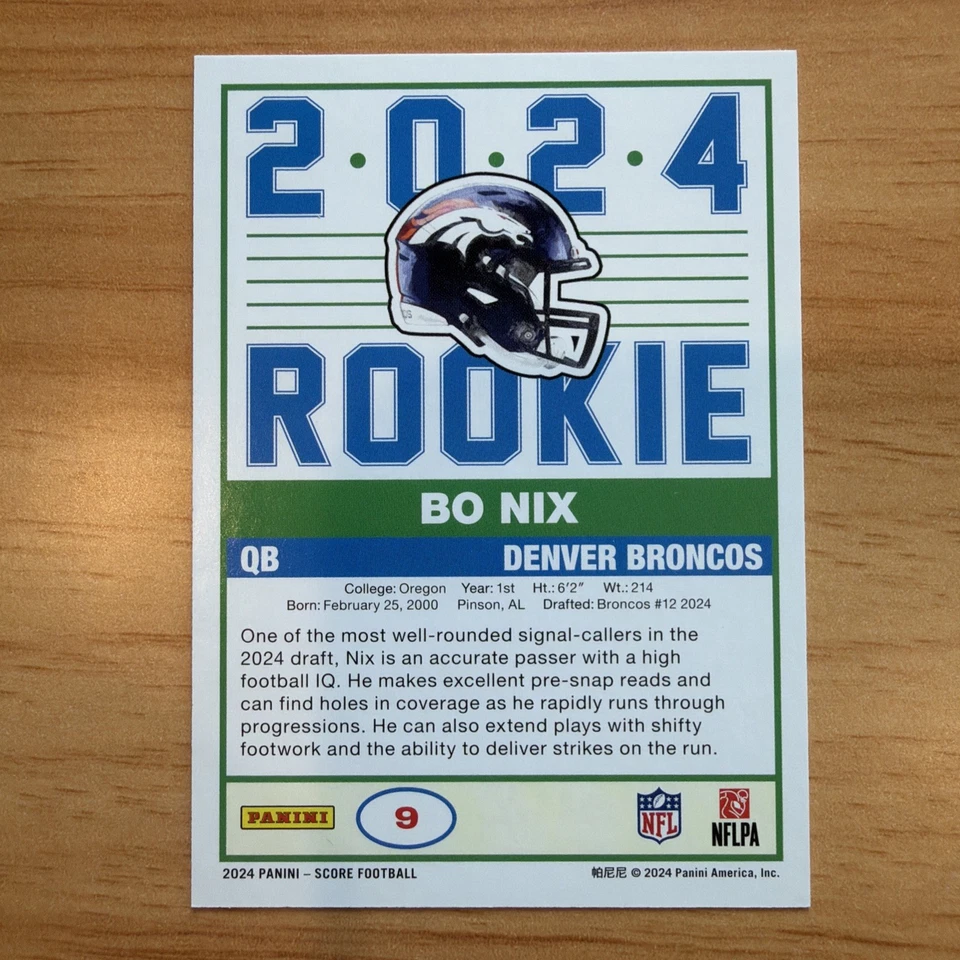 2·0·2·4
ROOKIE
BO NIX
QB DENVER BRONCOS
College: Oregon Year: 1st Ht.: 6'2" Wt.: 214
Born: February 25, 2000 Pinson, AL Drafted: Broncos #12 2024
One of the most well-rounded signal-callers in the
2024 draft, Nix is an accurate passer with a high
football IQ. He makes excellent pre-snap reads and
can find holes in coverage as he rapidly runs through
progressions. He can also extend plays with shifty
footwork and the ability to deliver strikes on the run.
PANINI 9 NFL NFLPA
2024 PANINI – SCORE FOOTBALL 帕尼尼 © 2024 Panini America, Inc.